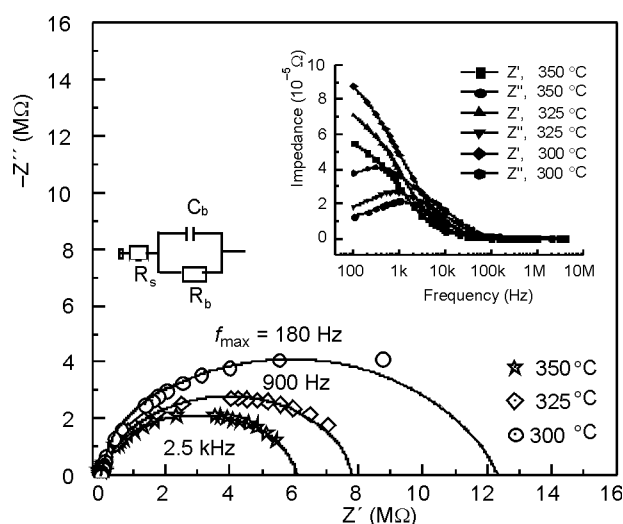 –Z″ (MΩ)
16
14
12
10
8
6
4
2
0
0 2 4 6 8 10 12 14 16
Z′ (MΩ)
C_b
R_s
R_b
f_max = 180 Hz
900 Hz
2.5 kHz
350 °C
325 °C
300 °C
Impedance (10⁻⁵ Ω)
10
8
6
4
2
0
100 1k 10k 100k 1M 10M
Frequency (Hz)
Z', 350 °C
Z", 350 °C
Z', 325 °C
Z", 325 °C
Z', 300 °C
Z", 300 °C